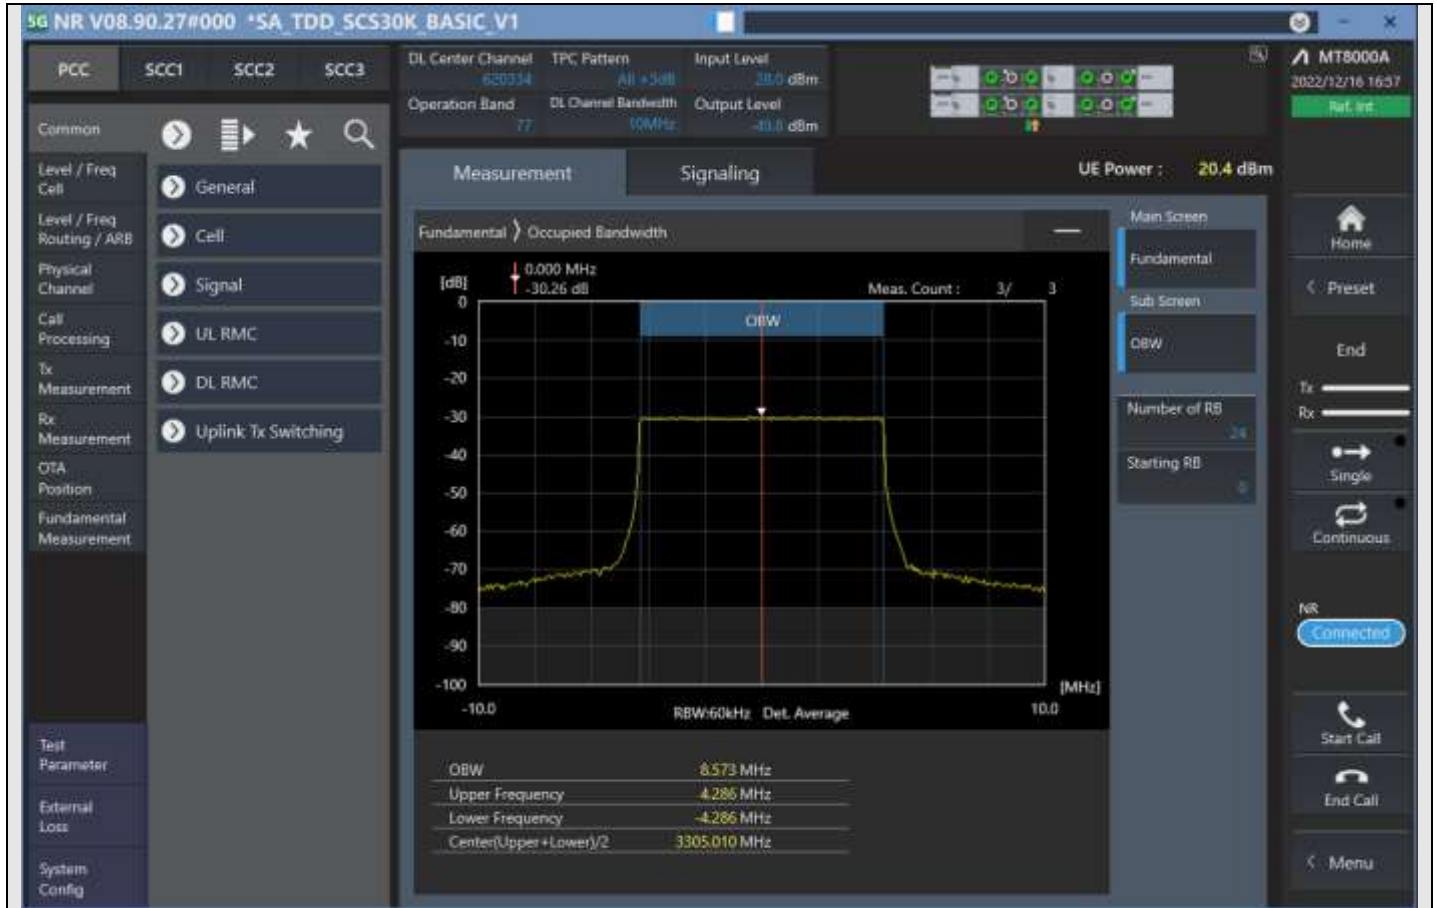 5G NR V08.90.27#000 *SA_TDD_SCS30K_BASIC_V1
PCC SCC1 SCC2 SCC3
DL Center Channel TPC Pattern Input Level
620334 All +3dB 28.0 dBm
Operation Band DL Channel Bandwidth Output Level
77 10MHz dBm
MT8000A
2022/12/16 16:57
Ref. Int
Common
Level / Freq
Cell
Level / Freq
Routing / ARB
Physical
Channel
Call
Processing
Tx
Measurement
Rx
Measurement
OTA
Position
Fundamental
Measurement
Test
Parameter
External
Loss
System
Config
General
Cell
Signal
UL RMC
DL RMC
Uplink Tx Switching
Measurement Signaling
UE Power : 20.4 dBm
Fundamental 〉 Occupied Bandwidth
[dB] 0.000 MHz
-30.26 dB Meas. Count : 3/ 3
0
OBW
-10
-20
-30
-40
-50
-60
-70
-80
-90
-100
[MHz]
-10.0 RBW:60kHz Det. Average 10.0
OBW 8.573 MHz
Upper Frequency 4.286 MHz
Lower Frequency -4.286 MHz
Center(Upper+Lower)/2 3305.010 MHz
Main Screen
Fundamental
Sub Screen
OBW
Number of RB
24
Starting RB
0
Home
< Preset
End
Tx
Rx
Single
Continuous
NR
Connected
Start Call
End Call
< Menu